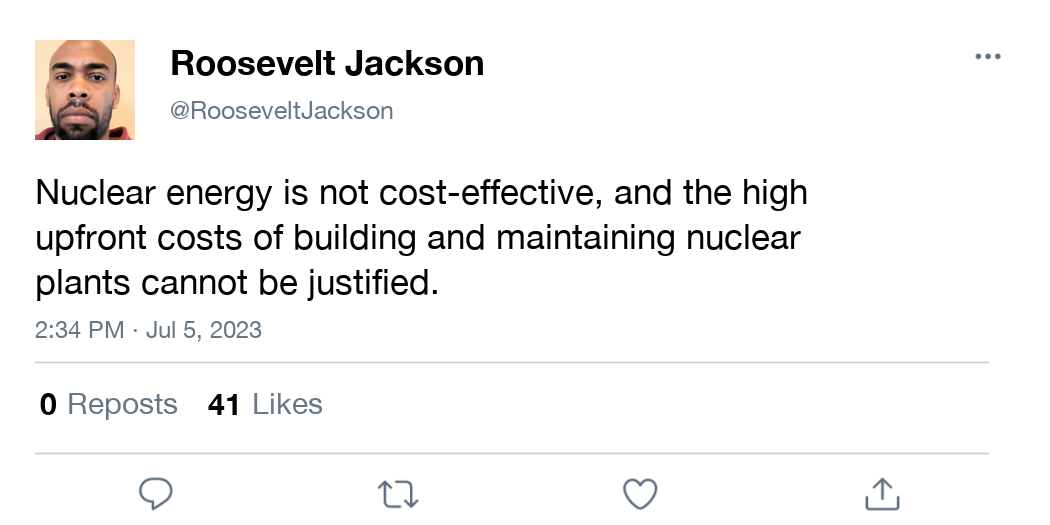 Roosevelt Jackson
@RooseveltJackson
Nuclear energy is not cost-effective, and the high
upfront costs of building and maintaining nuclear
plants cannot be justified.
2:34 PM · Jul 5, 2023
0 Reposts 41 Likes